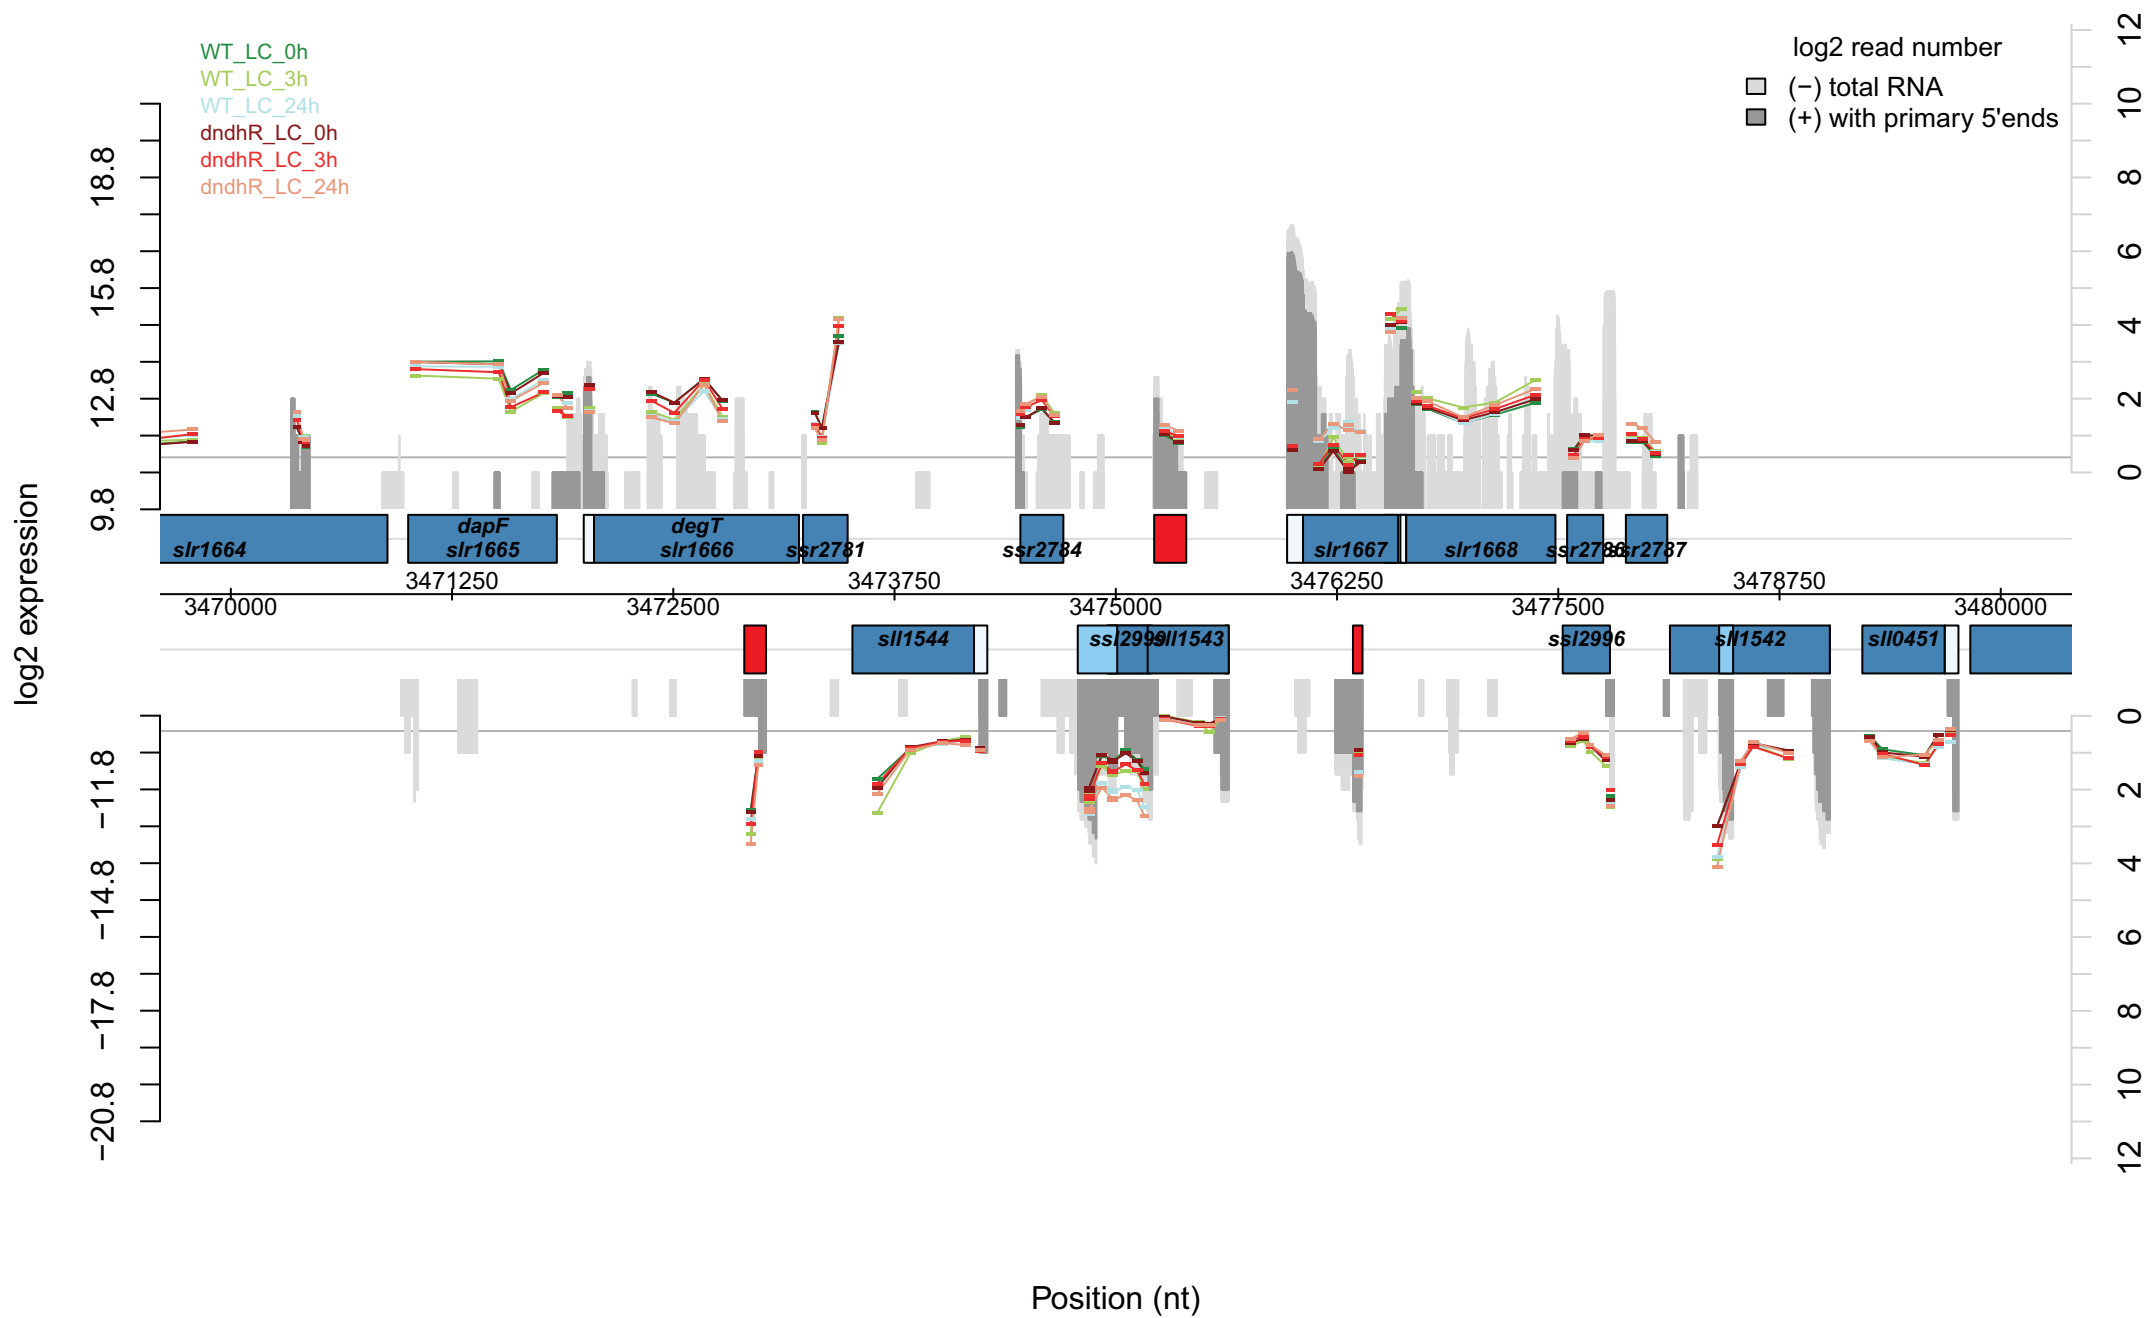 WT_LC_0h
WT_LC_3h
WT_LC_24h
dndhR_LC_0h
dndhR_LC_3h
dndhR_LC_24h
log2 read number
(−) total RNA
(+) with primary 5'ends
log2 expression
18.8
15.8
12.8
9.8
12
10
8
6
4
2
0
dapF
degT
slr1664
slr1665
slr1666
ssr2781
ssr2784
slr1667
slr1668
ssr2786
ssr2787
3471250
3473750
3476250
3478750
3470000
3472500
3475000
3477500
3480000
sll1544
ssl2999
sll1543
ssl2996
sll1542
sll0451
−11.8
−14.8
−17.8
−20.8
0
2
4
6
8
10
12
Position (nt)